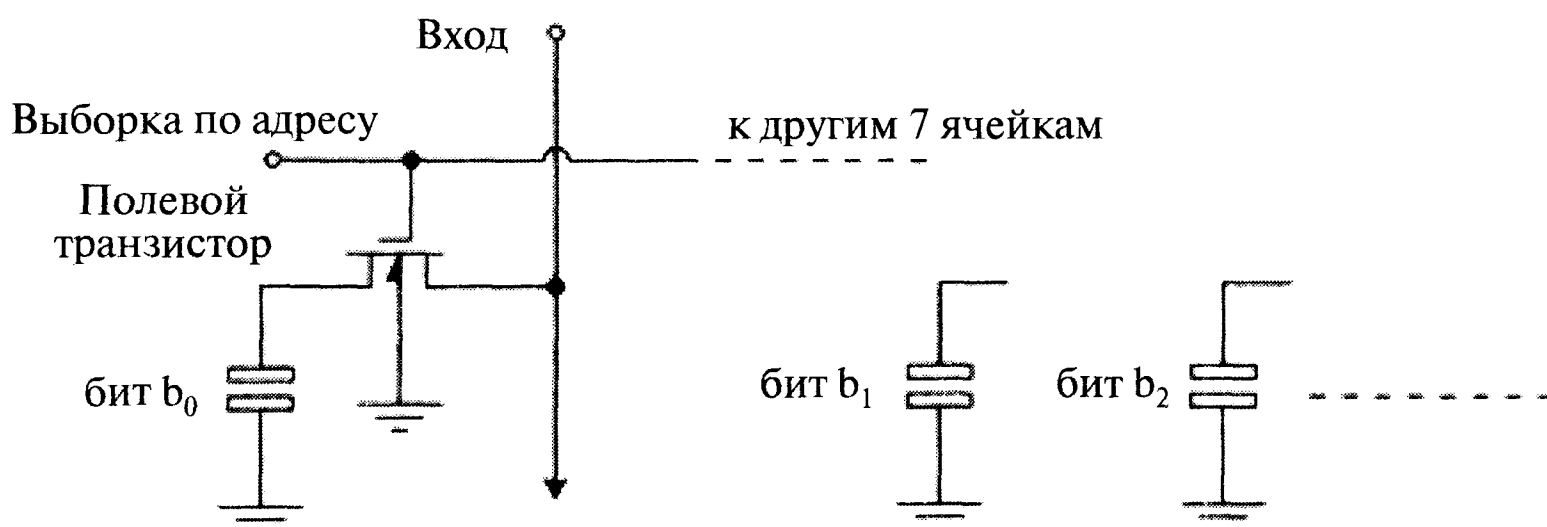 Вход
Выборка по адресу
к другим 7 ячейкам
Полевой
транзистор
бит b₀
бит b₁
бит b₂